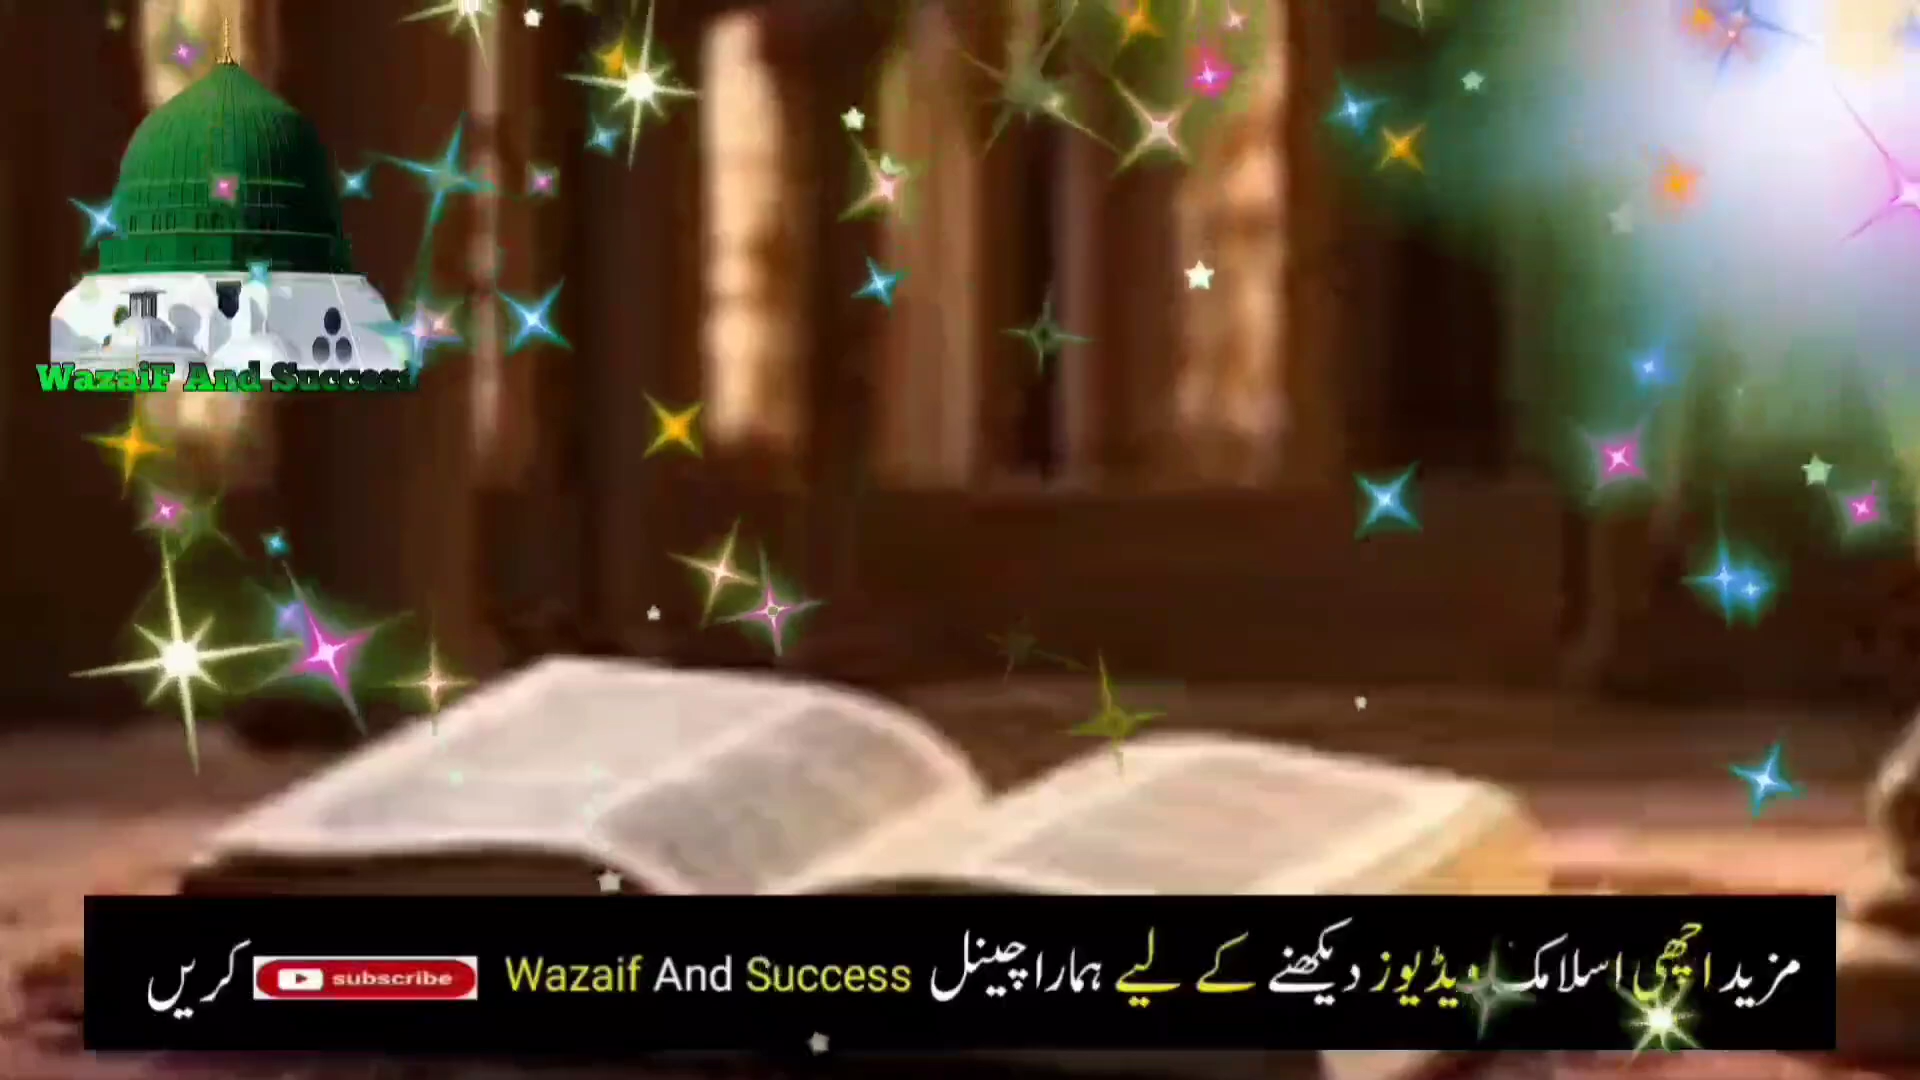 WazaiF And Success
مزید اچھی اسلامک ویڈیوز دیکھنے کے لیے ہمارا چینل Wazaif And Success subscribe کریں